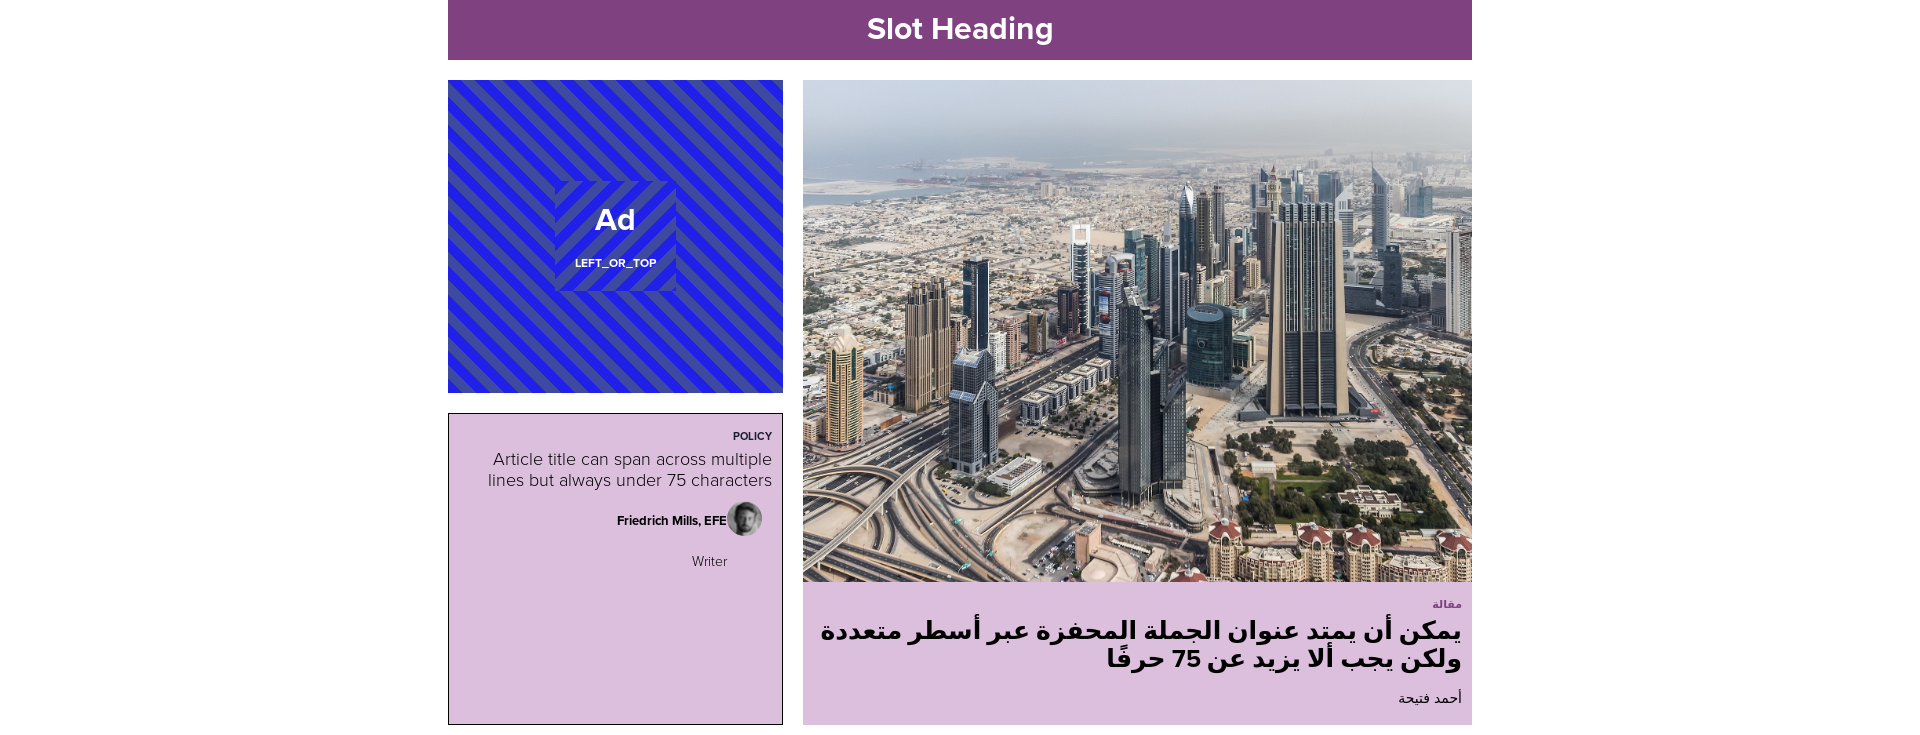 Slot Heading
Ad
LEFT_OR_TOP
POLICY
Article title can span across multiple
lines but always under 75 characters
Friedrich Mills, EFE
Writer
مقالة
يمكن أن يمتد عنوان الجملة المحفزة عبر أسطر متعددة
ولكن يجب ألا يزيد عن 75 حرفًا
أحمد فتيحة